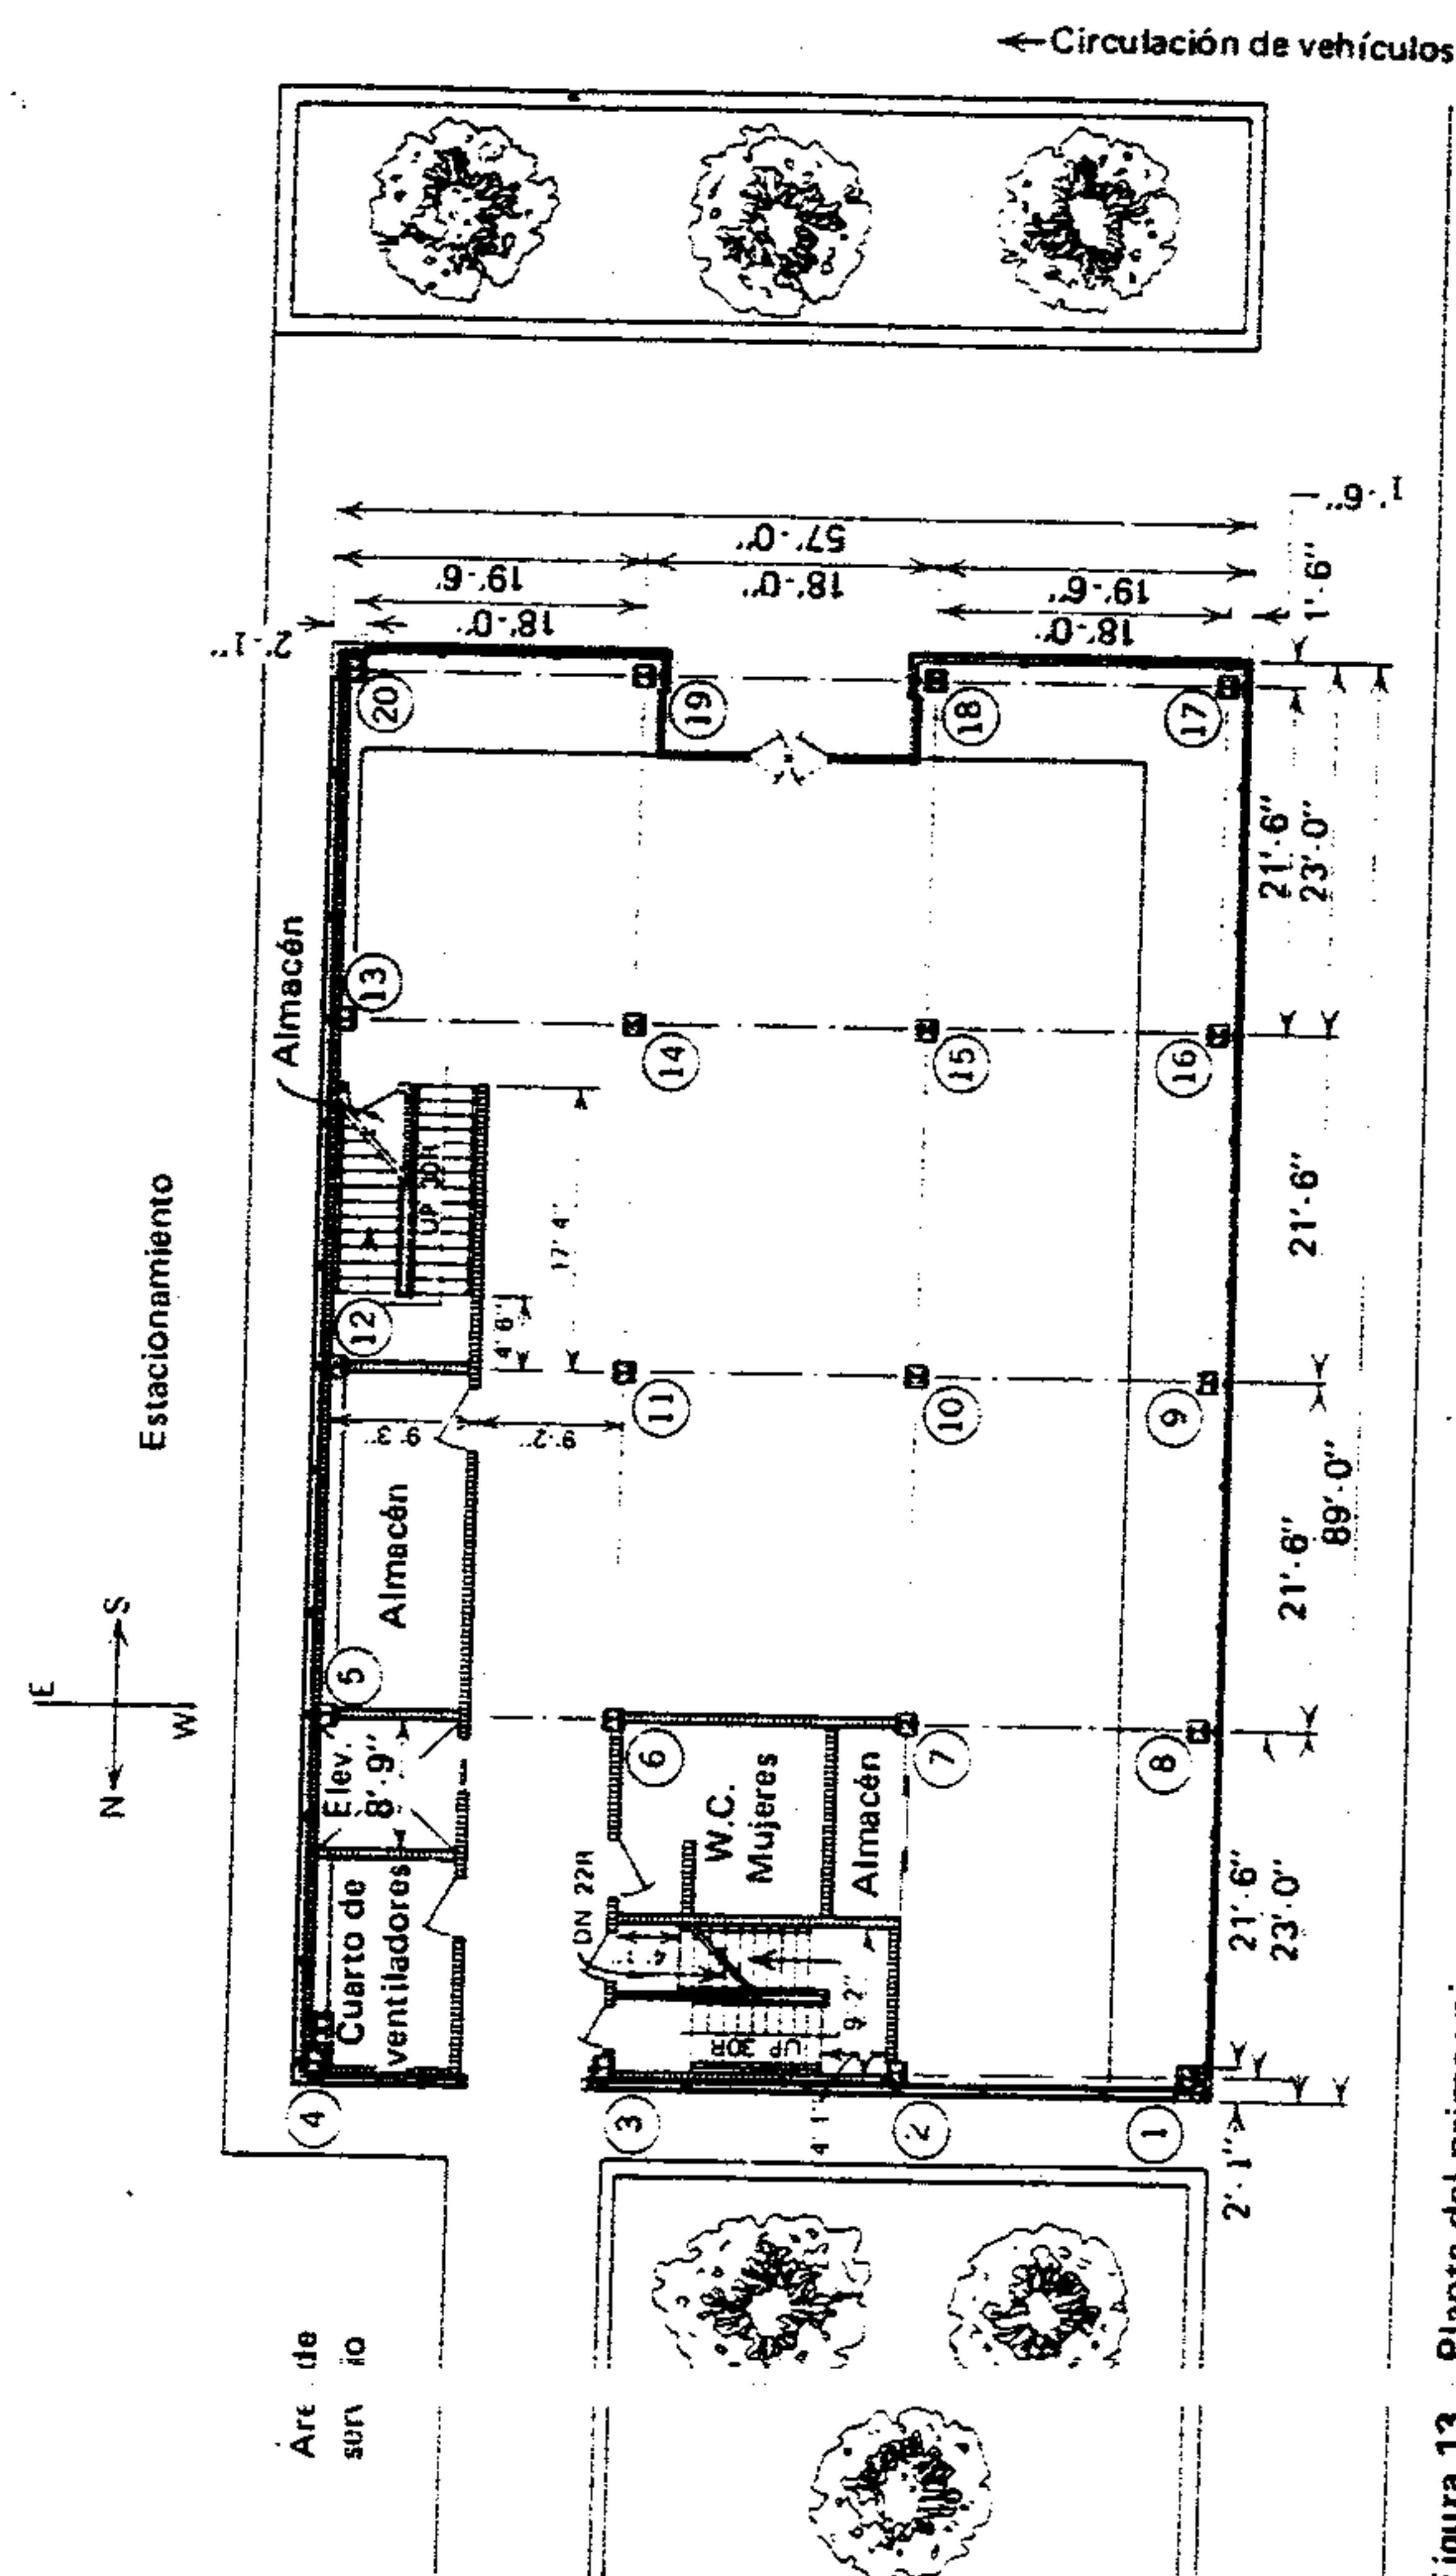 ←Circulación de vehículos
57'-0"
19'-6"
18'-0"
19'-6"
18'-0"
18'-0"
2'-1"
1'-6"
1'-6"
20
19
18
17
21'-6"
23'-0"
Almacén
13
14
15
16
UP
17'-4"
21'-6"
Estacionamiento
12
4'-6"
11
10
9
9'-3"
9'-2"
Almacén
21'-6"
89'-0"
E
S
N
W
5
Elev.
8'-9"
6
7
8
W.C.
Mujeres
Almacén
Cuarto de
ventiladores
DN 22R
UP 30R
9'-2"
21'-6"
23'-0"
4
3
2
1
4'-1"
2'-1"
de
Figura 13